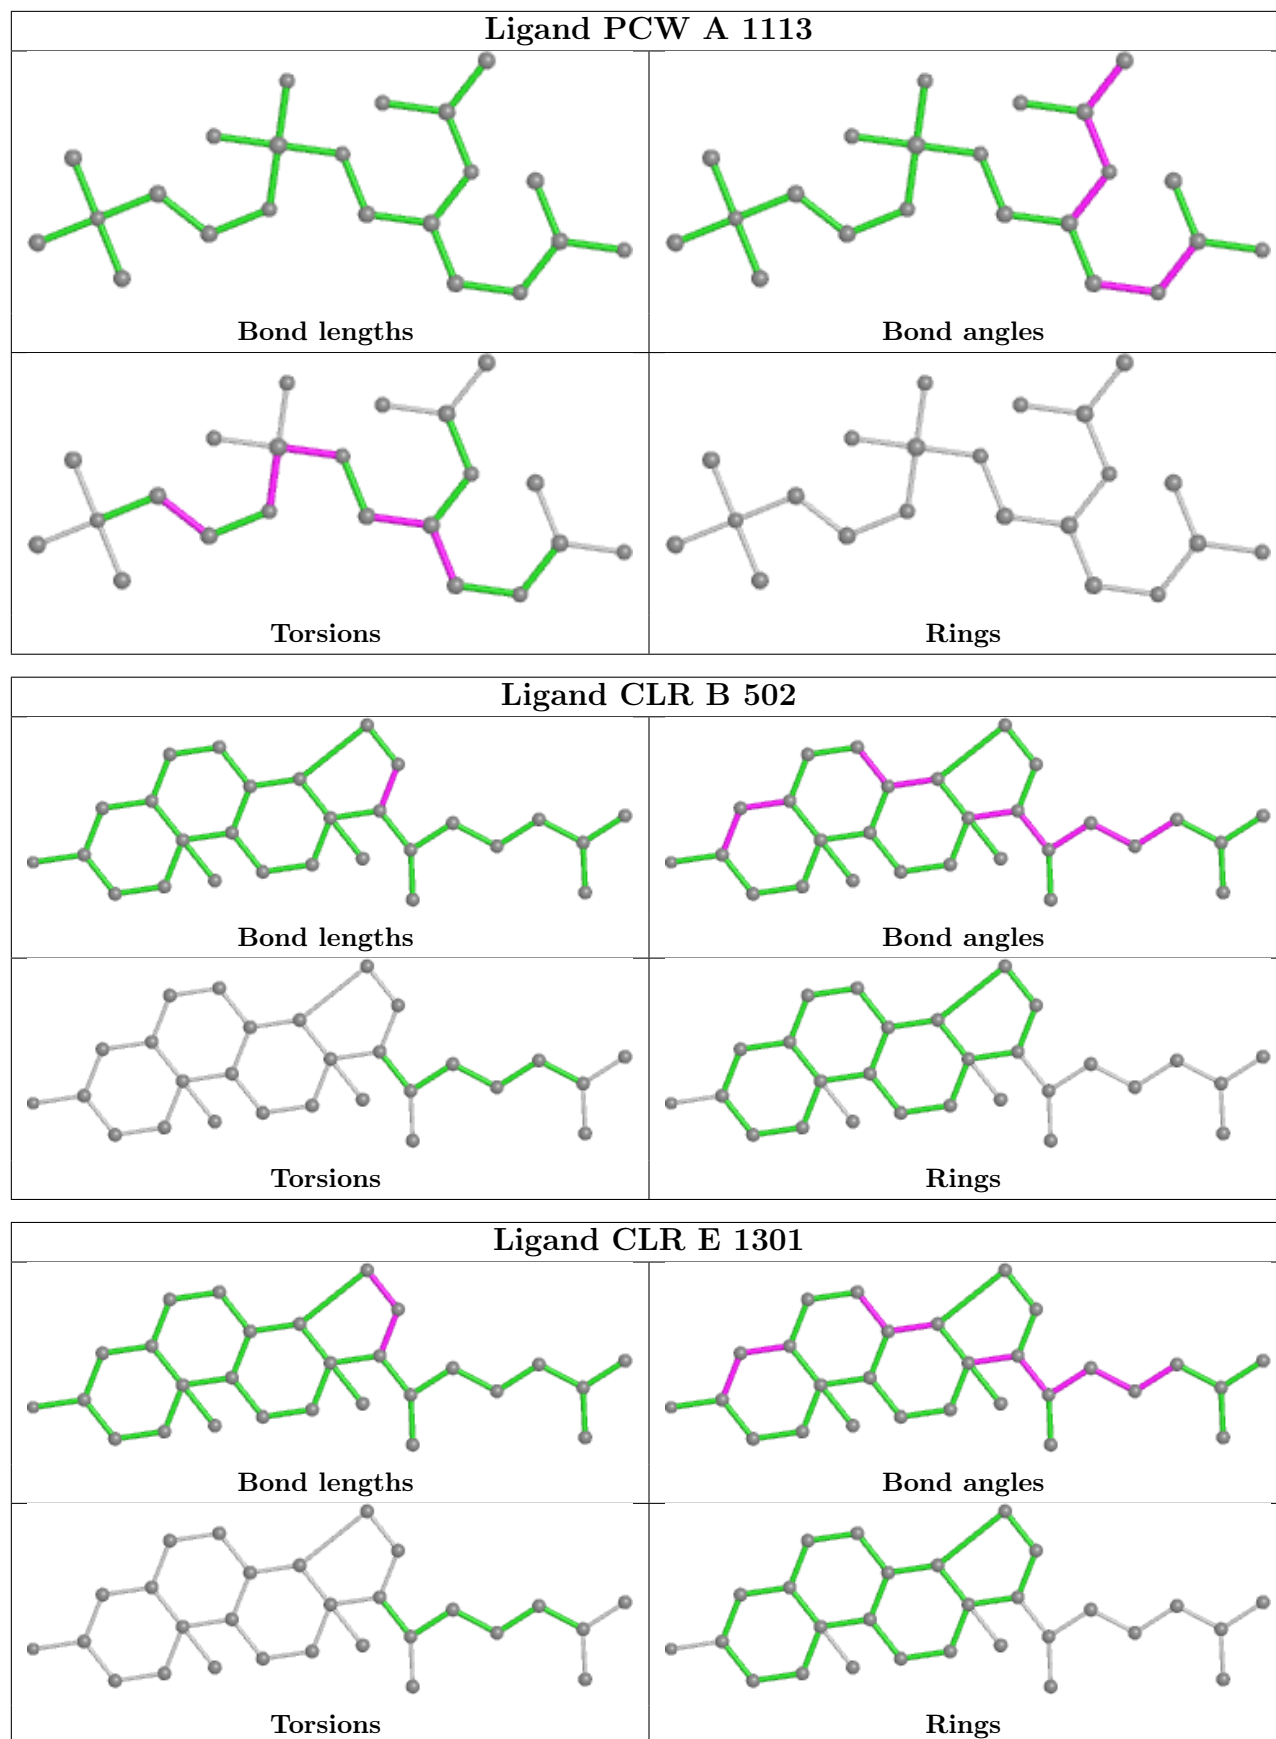 Ligand PCW A 1113
Bond lengths
Bond angles
Torsions
Rings
Ligand CLR B 502
Bond lengths
Bond angles
Torsions
Rings
Ligand CLR E 1301
Bond lengths
Bond angles
Torsions
Rings